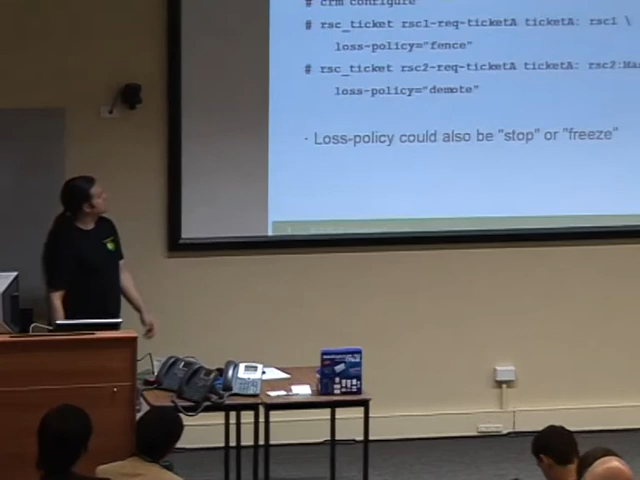 # crm configure
# rsc_ticket rsc1-req-ticketA ticketA: rsc1 \
loss-policy="fence"
# rsc_ticket rsc2-req-ticketA ticketA: rsc2:Ma
loss-policy="demote"
· Loss-policy could also be "stop" or "freeze"